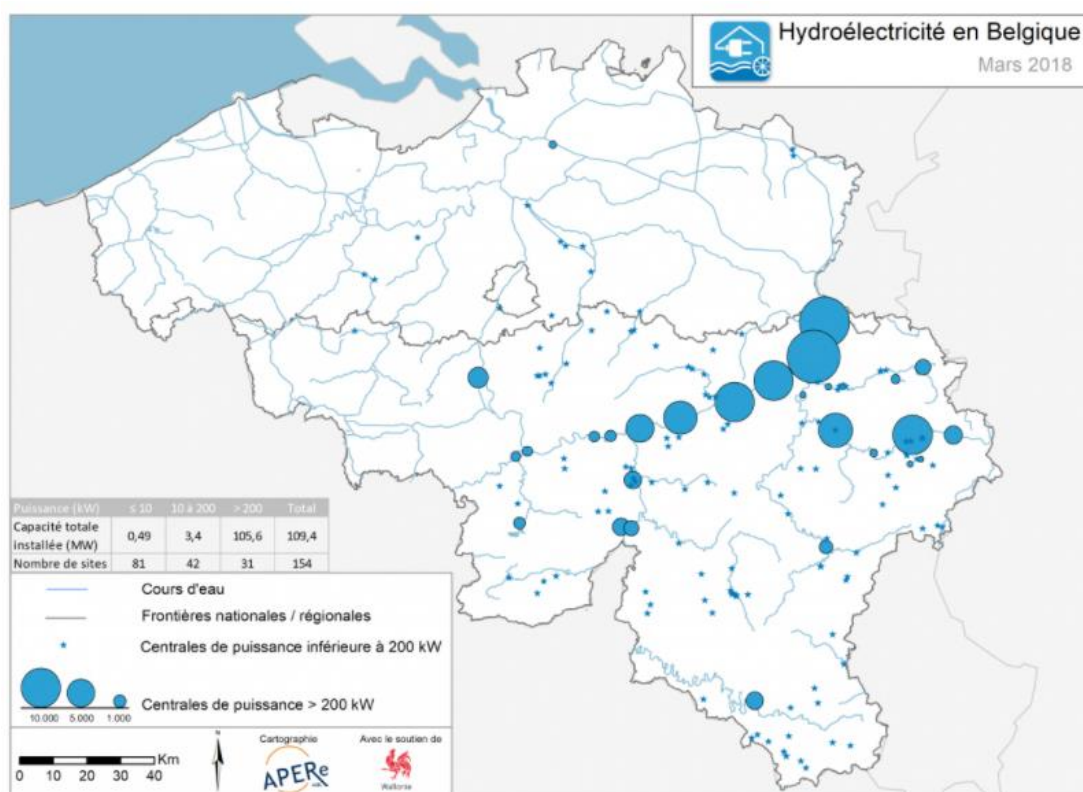 Hydroélectricité en Belgique
Mars 2018
Puissance (kW) ≤ 10 10 à 200 > 200 Total
Capacité totale
installée (MW) 0,49 3,4 105,6 109,4
Nombre de sites 81 42 31 154
Cours d'eau
Frontières nationales / régionales
Centrales de puissance inférieure à 200 kW
10.000 5.000 1.000
Centrales de puissance > 200 kW
Km
0 10 20 30 40
N
Cartographie
APERe
Avec le soutien de
Wallonie